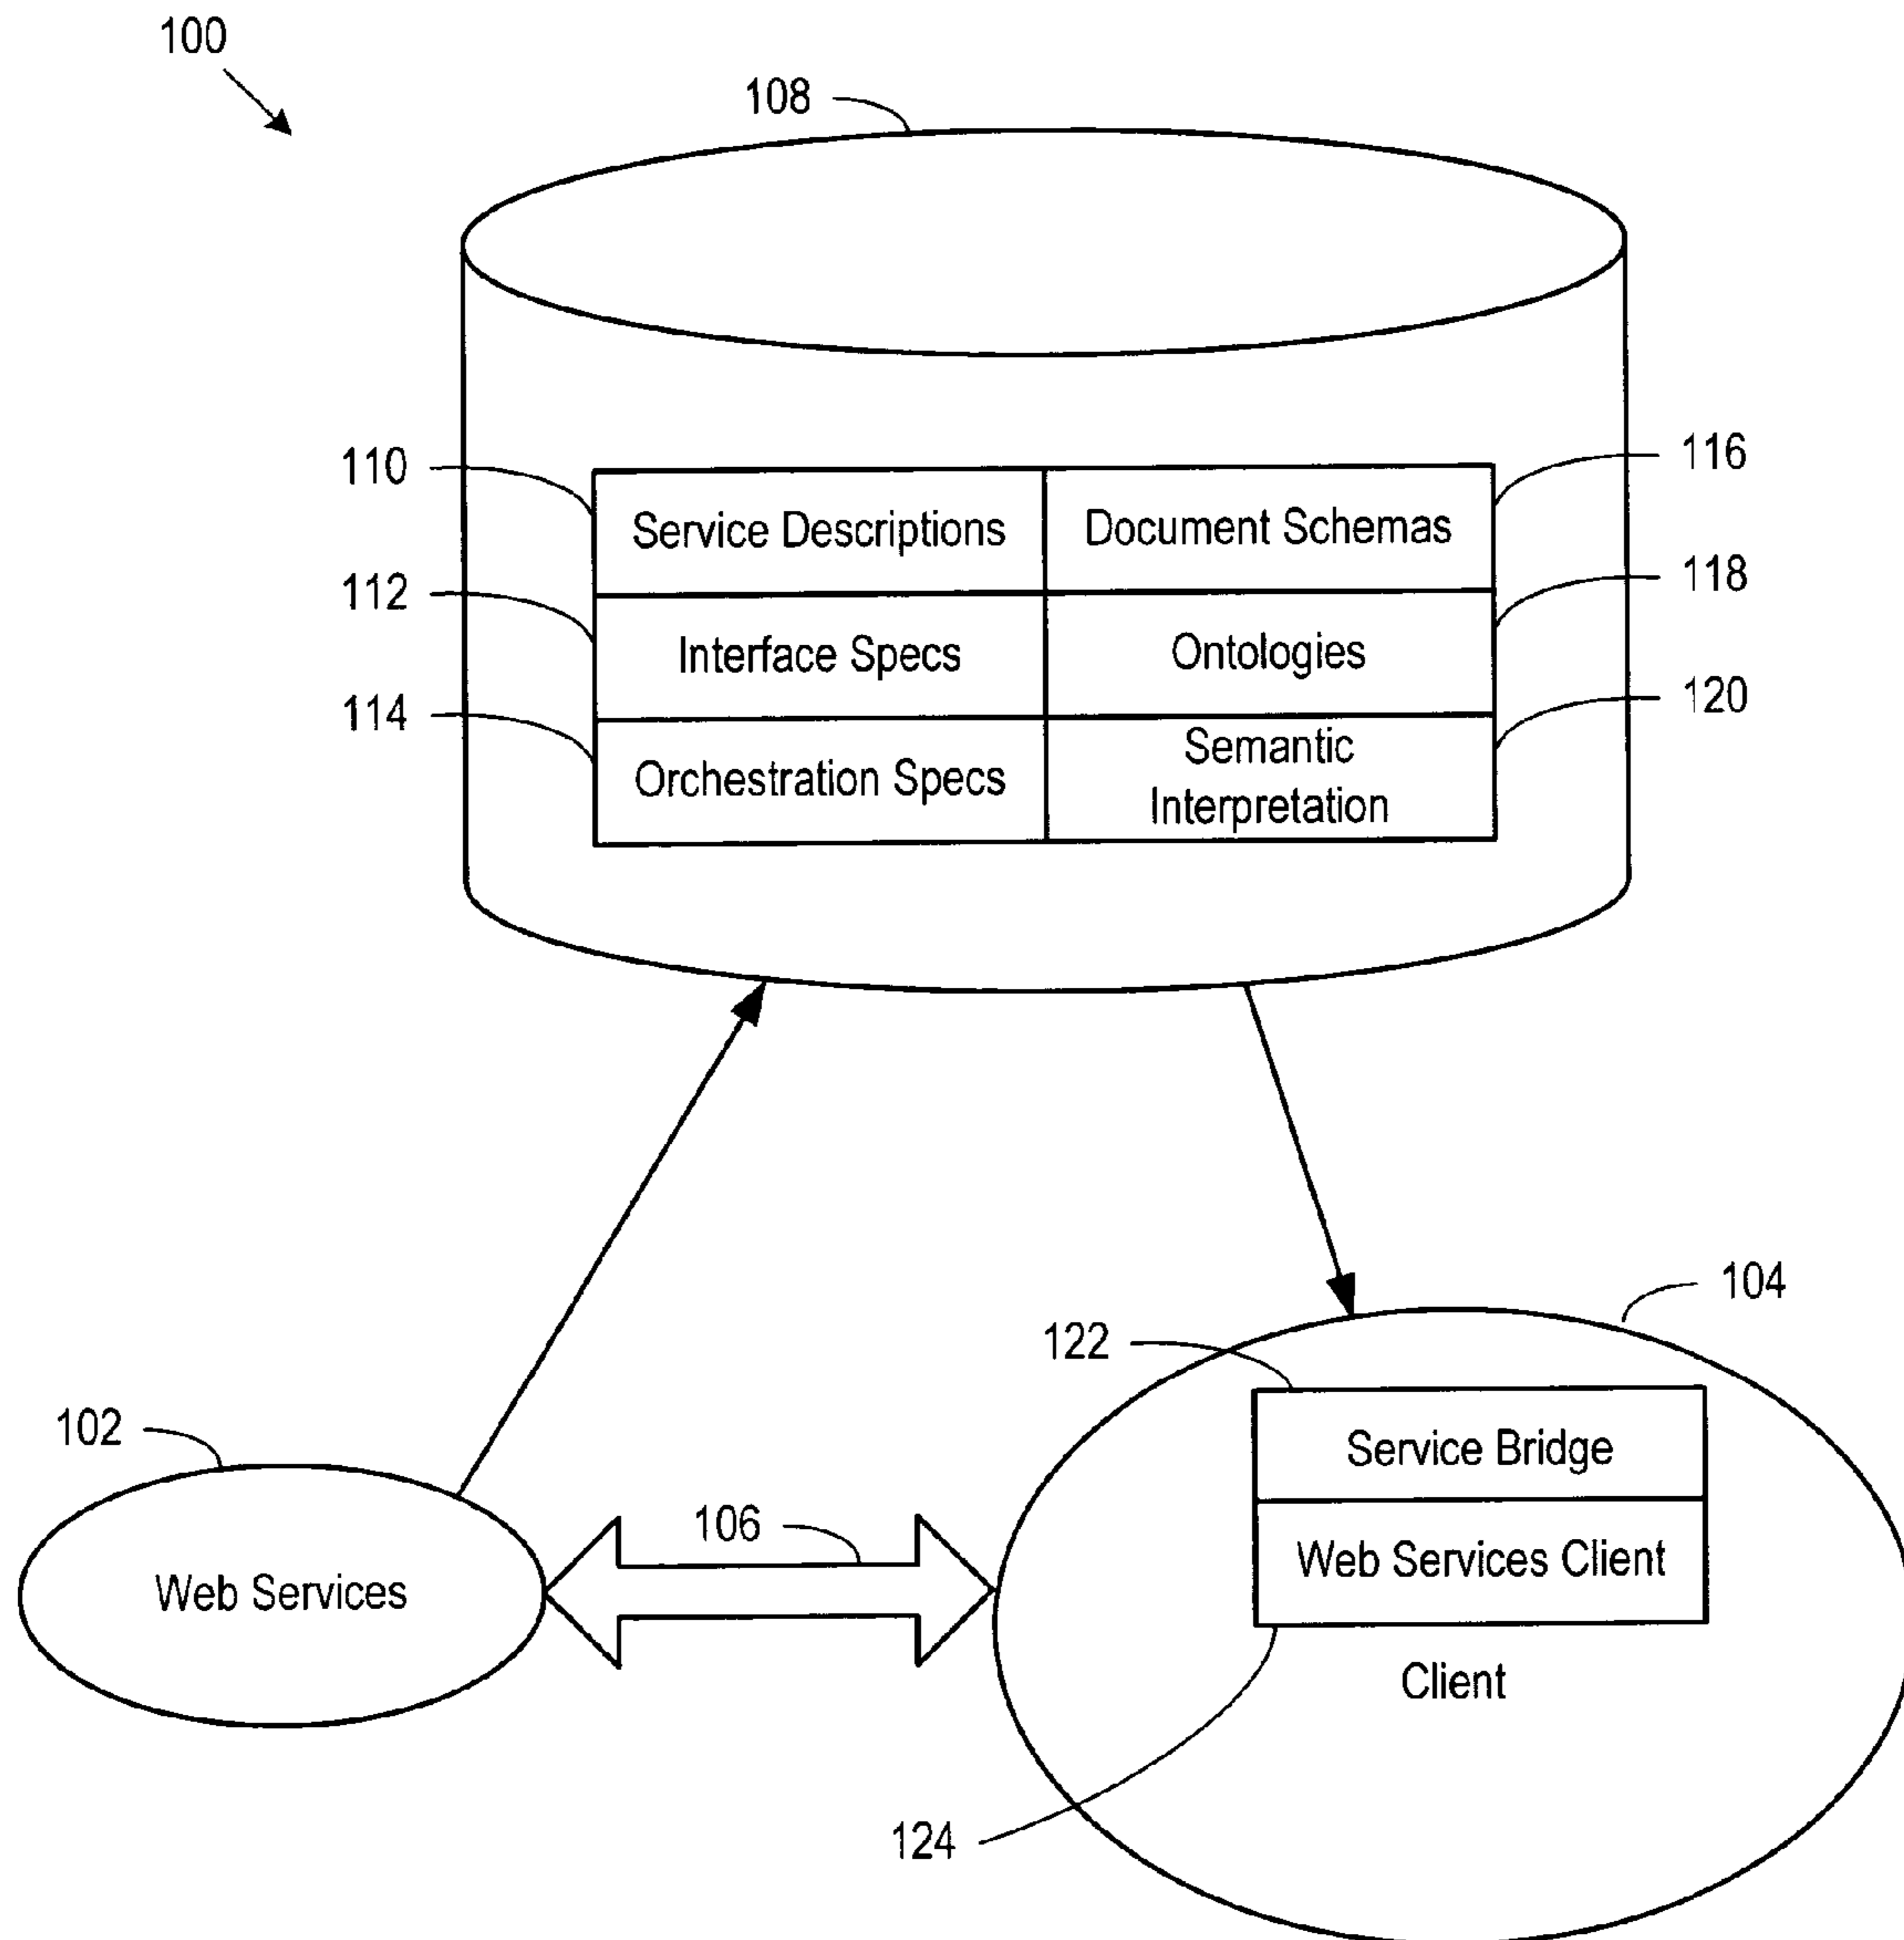 100
108
110
Service Descriptions
Document Schemas
116
112
Interface Specs
Ontologies
118
114
Orchestration Specs
Semantic
Interpretation
120
104
122
Service Bridge
102
Web Services
106
Web Services Client
Client
124